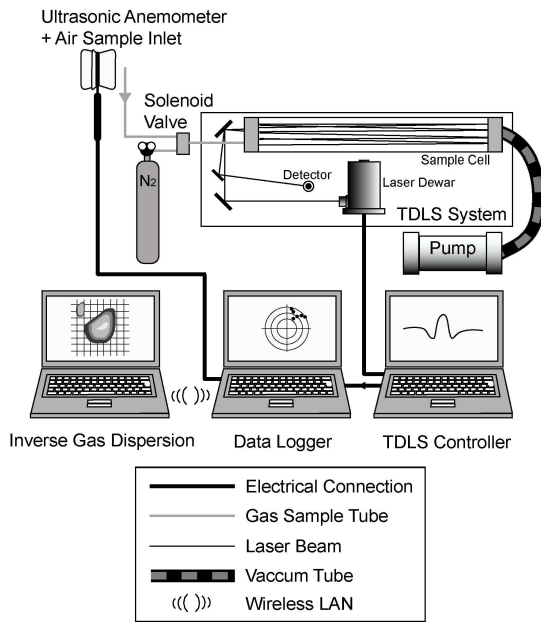 Ultrasonic Anemometer
+ Air Sample Inlet
Solenoid
Valve
N2
Sample Cell
Detector
Laser Dewar
TDLS System
Pump
Inverse Gas Dispersion
Data Logger
TDLS Controller
Electrical Connection
Gas Sample Tube
Laser Beam
Vaccum Tube
Wireless LAN